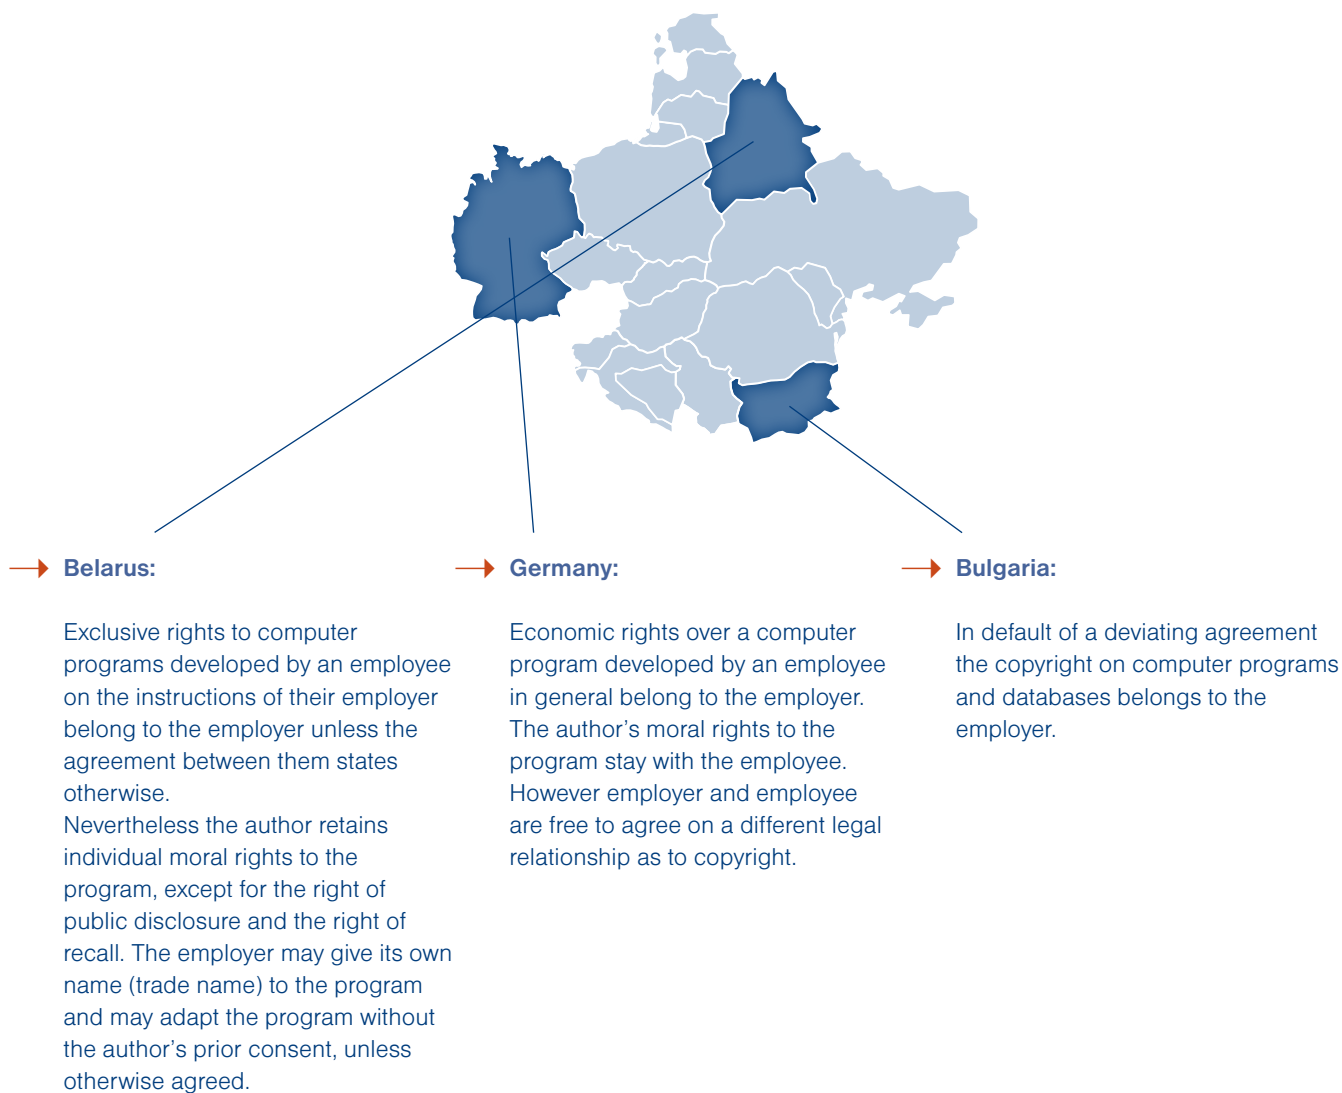 Belarus:
Exclusive rights to computer
programs developed by an employee
on the instructions of their employer
belong to the employer unless the
agreement between them states
otherwise.
Nevertheless the author retains
individual moral rights to the
program, except for the right of
public disclosure and the right of
recall. The employer may give its own
name (trade name) to the program
and may adapt the program without
the author’s prior consent, unless
otherwise agreed.
Germany:
Economic rights over a computer
program developed by an employee
in general belong to the employer.
The author’s moral rights to the
program stay with the employee.
However employer and employee
are free to agree on a different legal
relationship as to copyright.
Bulgaria:
In default of a deviating agreement
the copyright on computer programs
and databases belongs to the
employer.